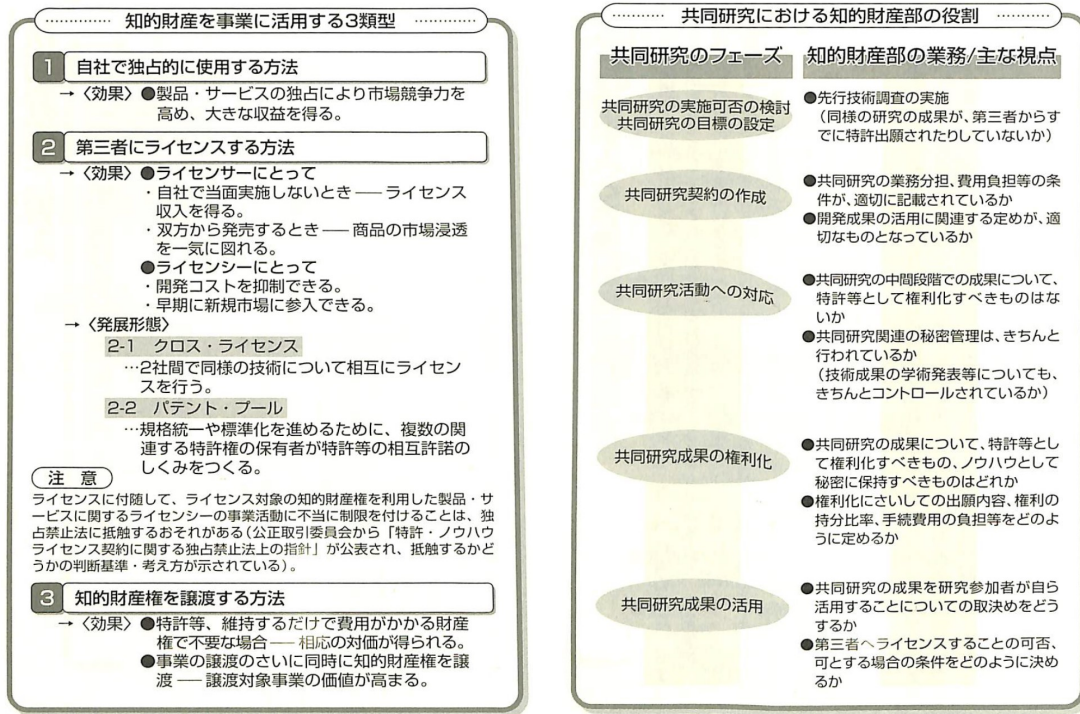 知的財産を事業に活用する3類型
1 自社で独占的に使用する方法
→〈効果〉●製品・サービスの独占により市場競争力を
高め、大きな収益を得る。
2 第三者にライセンスする方法
→〈効果〉●ライセンサーにとって
・自社で当面実施しないとき ── ライセンス
収入を得る。
・双方から発売するとき ── 商品の市場浸透
を一気に図れる。
●ライセンシーにとって
・開発コストを抑制できる。
・早期に新規市場に参入できる。
→〈発展形態〉
2-1 クロス・ライセンス
…2社間で同様の技術について相互にライセン
スを行う。
2-2 パテント・プール
…規格統一や標準化を進めるために、複数の関
連する特許権の保有者が特許等の相互許諾の
しくみをつくる。
注 意
ライセンスに付随して、ライセンス対象の知的財産権を利用した製品・サ
ービスに関するライセンシーの事業活動に不当に制限を付けることは、独
占禁止法に抵触するおそれがある（公正取引委員会から「特許・ノウハウ
ライセンス契約に関する独占禁止法上の指針」が公表され、抵触するかど
うかの判断基準・考え方が示されている）。
3 知的財産権を譲渡する方法
→〈効果〉●特許等、維持するだけで費用がかかる財産
権で不要な場合 ── 相応の対価が得られる。
●事業の譲渡のさいに同時に知的財産権を譲
渡 ── 譲渡対象事業の価値が高まる。
共同研究における知的財産部の役割
共同研究のフェーズ 知的財産部の業務/主な視点
共同研究の実施可否の検討
共同研究の目標の設定
●先行技術調査の実施
（同様の研究の成果が、第三者からす
でに特許出願されたりしていないか）
共同研究契約の作成
●共同研究の業務分担、費用負担等の条
件が、適切に記載されているか
●開発成果の活用に関連する定めが、適
切なものとなっているか
共同研究活動への対応
●共同研究の中間段階での成果について、
特許等として権利化すべきものはな
いか
●共同研究関連の秘密管理は、きちんと
行われているか
（技術成果の学術発表等についても、
きちんとコントロールされているか）
共同研究成果の権利化
●共同研究の成果について、特許等とし
て権利化すべきもの、ノウハウとして
秘密に保持すべきものはどれか
●権利化にさいしての出願内容、権利の
持分比率、手続費用の負担等をどのよ
うに定めるか
共同研究成果の活用
●共同研究の成果を研究参加者が自ら
活用することについての取決めをどう
するか
●第三者へライセンスすることの可否、
可とする場合の条件をどのように決め
るか